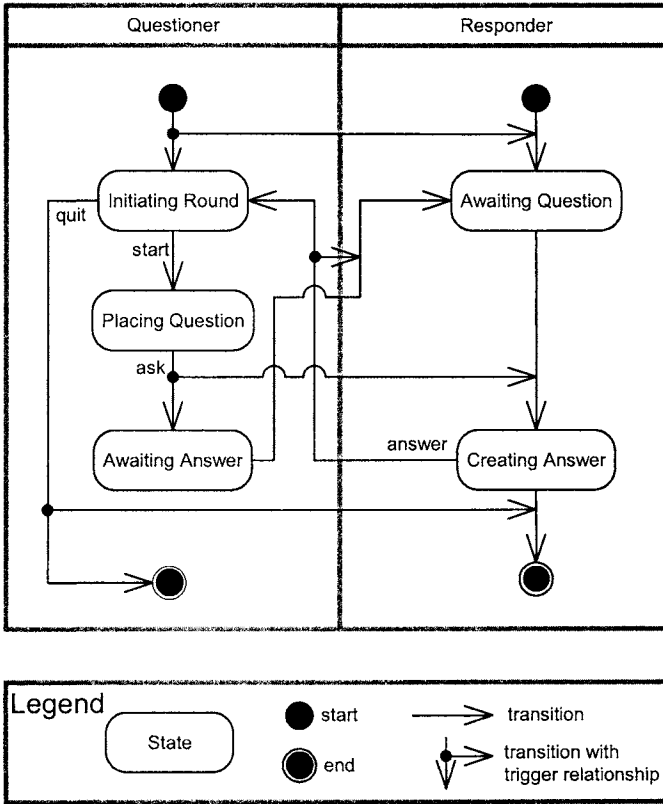 Questioner
Responder
Initiating Round
Awaiting Question
quit
start
Placing Question
ask
Awaiting Answer
answer
Creating Answer
Legend
State
start
end
transition
transition with
trigger relationship